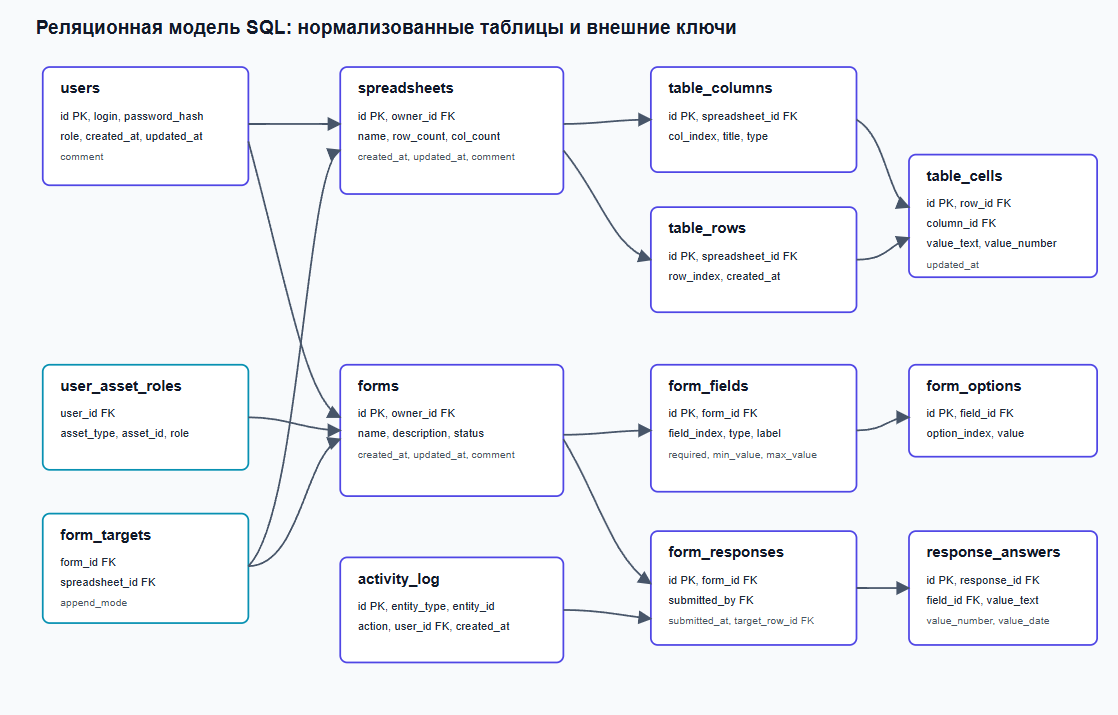 Реляционная модель SQL: нормализованные таблицы и внешние ключи
users
id PK, login, password_hash
role, created_at, updated_at
comment
spreadsheets
id PK, owner_id FK
name, row_count, col_count
created_at, updated_at, comment
table_columns
id PK, spreadsheet_id FK
col_index, title, type
table_rows
id PK, spreadsheet_id FK
row_index, created_at
table_cells
id PK, row_id FK
column_id FK
value_text, value_number
updated_at
user_asset_roles
user_id FK
asset_type, asset_id, role
forms
id PK, owner_id FK
name, description, status
created_at, updated_at, comment
form_fields
id PK, form_id FK
field_index, type, label
required, min_value, max_value
form_options
id PK, field_id FK
option_index, value
form_targets
form_id FK
spreadsheet_id FK
append_mode
activity_log
id PK, entity_type, entity_id
action, user_id FK, created_at
form_responses
id PK, form_id FK
submitted_by FK
submitted_at, target_row_id FK
response_answers
id PK, response_id FK
field_id FK, value_text
value_number, value_date